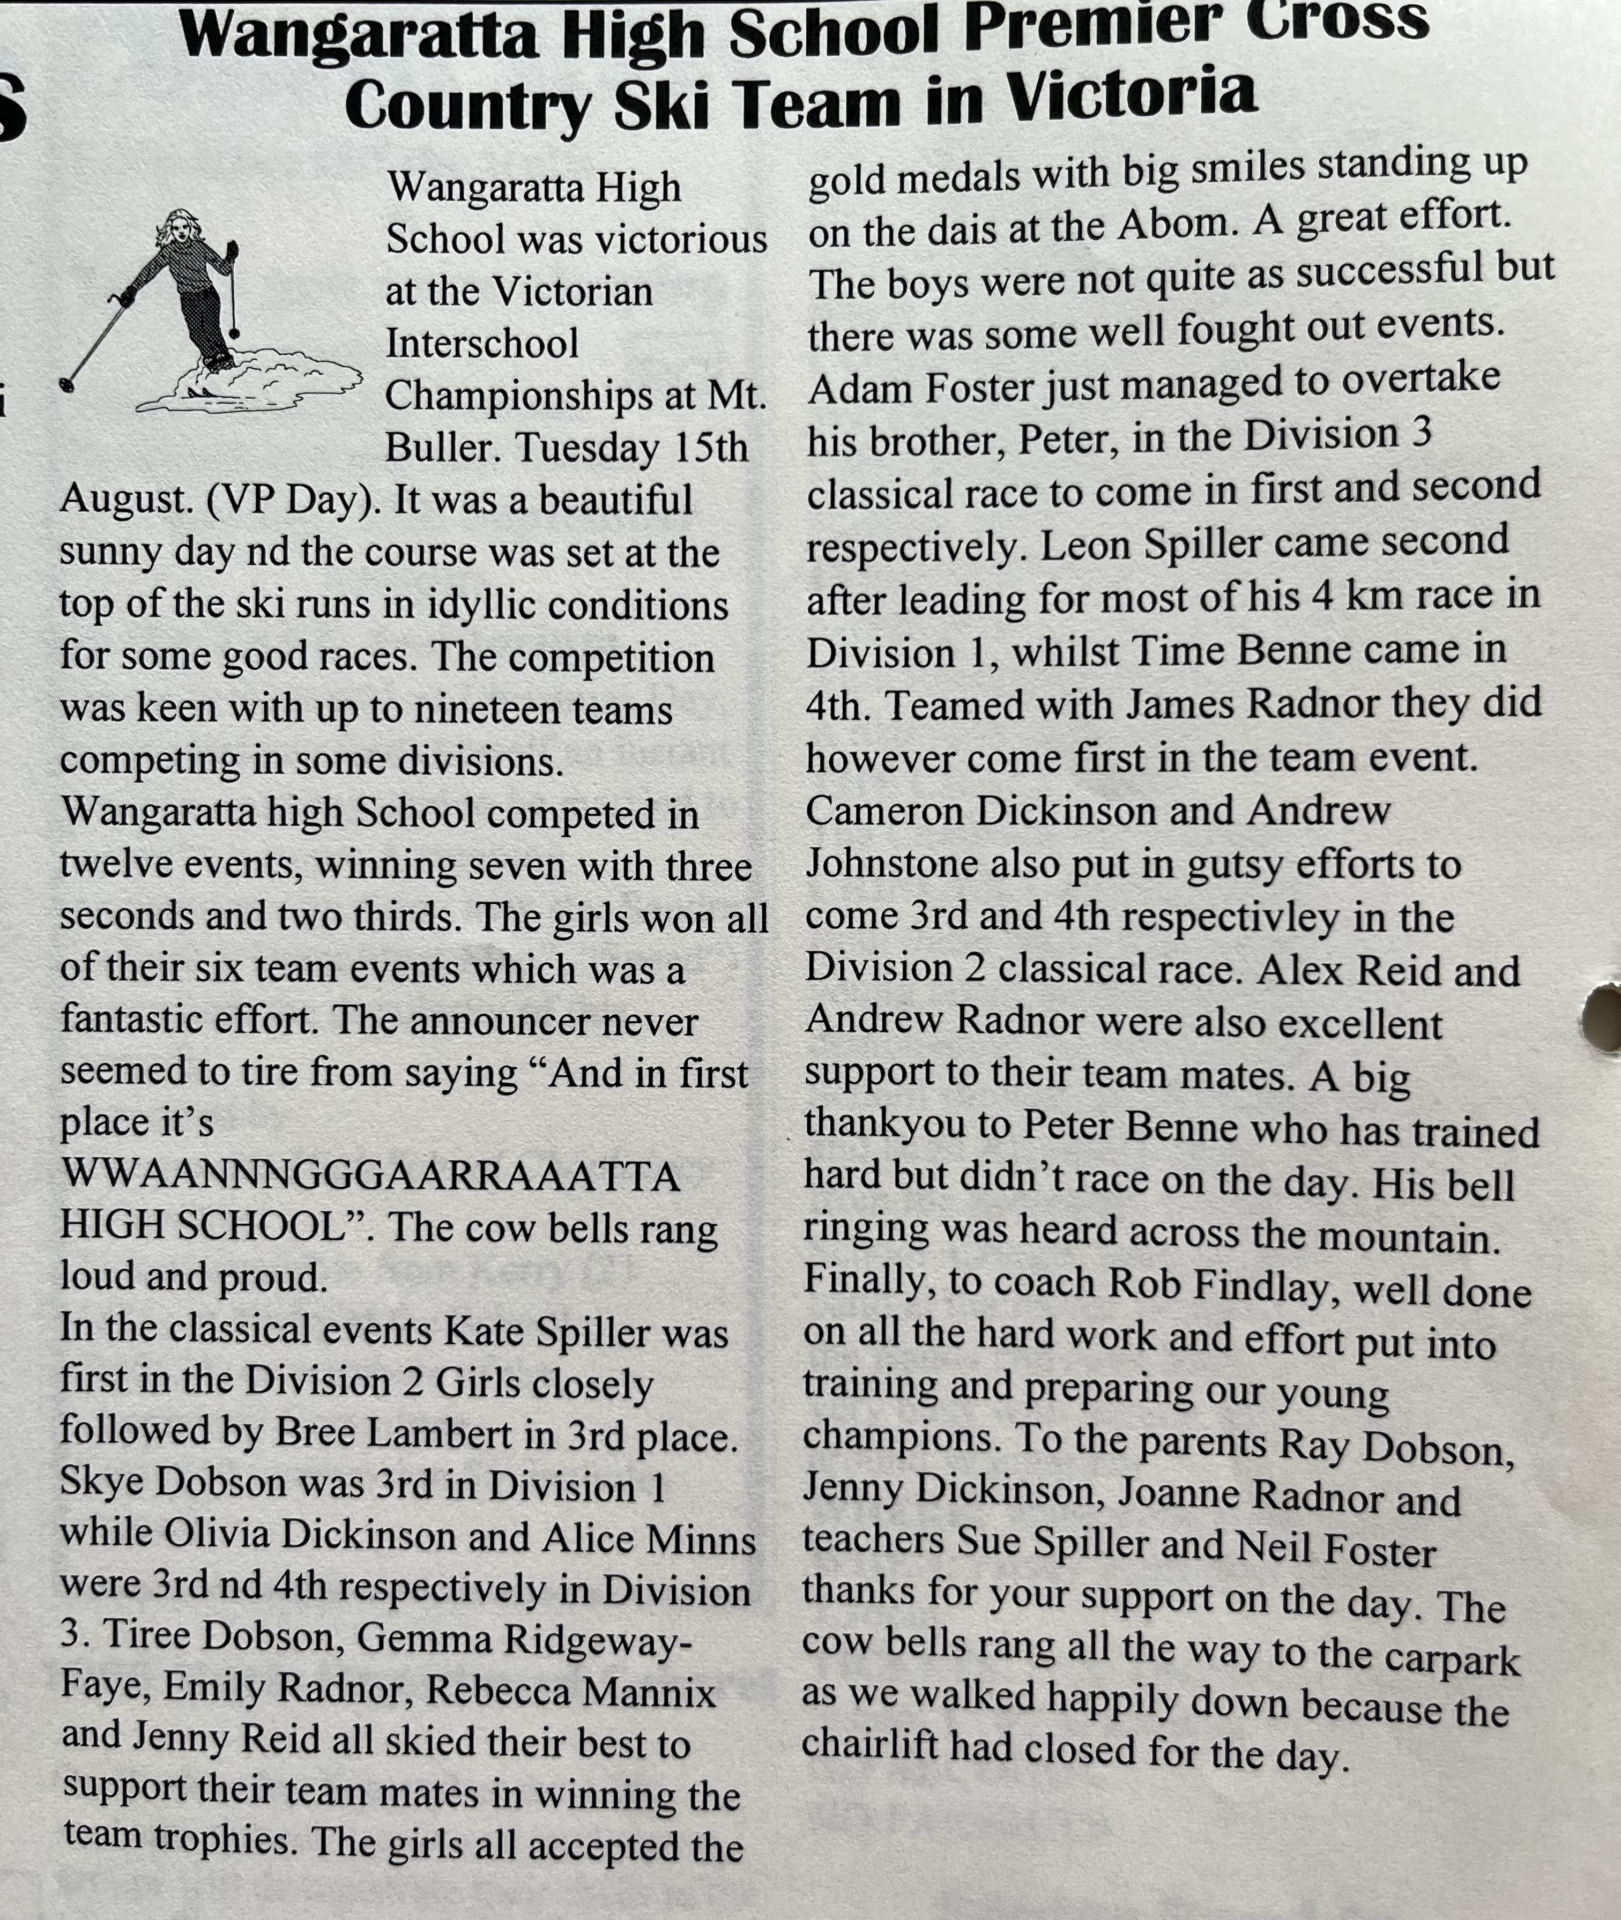 Wangaratta High School Premier Cross
Country Ski Team in Victoria
Wangaratta High
School was victorious
at the Victorian
Interschool
Championships at Mt.
Buller. Tuesday 15th
August. (VP Day). It was a beautiful
sunny day nd the course was set at the
top of the ski runs in idyllic conditions
for some good races. The competition
was keen with up to nineteen teams
competing in some divisions.
Wangaratta high School competed in
twelve events, winning seven with three
seconds and two thirds. The girls won all
of their six team events which was a
fantastic effort. The announcer never
seemed to tire from saying “And in first
place it’s
WWAANNNGGGAARRAAATTA
HIGH SCHOOL”. The cow bells rang
loud and proud.
In the classical events Kate Spiller was
first in the Division 2 Girls closely
followed by Bree Lambert in 3rd place.
Skye Dobson was 3rd in Division 1
while Olivia Dickinson and Alice Minns
were 3rd nd 4th respectively in Division
3. Tiree Dobson, Gemma Ridgeway-
Faye, Emily Radnor, Rebecca Mannix
and Jenny Reid all skied their best to
support their team mates in winning the
team trophies. The girls all accepted the
gold medals with big smiles standing up
on the dais at the Abom. A great effort.
The boys were not quite as successful but
there was some well fought out events.
Adam Foster just managed to overtake
his brother, Peter, in the Division 3
classical race to come in first and second
respectively. Leon Spiller came second
after leading for most of his 4 km race in
Division 1, whilst Time Benne came in
4th. Teamed with James Radnor they did
however come first in the team event.
Cameron Dickinson and Andrew
Johnstone also put in gutsy efforts to
come 3rd and 4th respectivley in the
Division 2 classical race. Alex Reid and
Andrew Radnor were also excellent
support to their team mates. A big
thankyou to Peter Benne who has trained
hard but didn’t race on the day. His bell
ringing was heard across the mountain.
Finally, to coach Rob Findlay, well done
on all the hard work and effort put into
training and preparing our young
champions. To the parents Ray Dobson,
Jenny Dickinson, Joanne Radnor and
teachers Sue Spiller and Neil Foster
thanks for your support on the day. The
cow bells rang all the way to the carpark
as we walked happily down because the
chairlift had closed for the day.